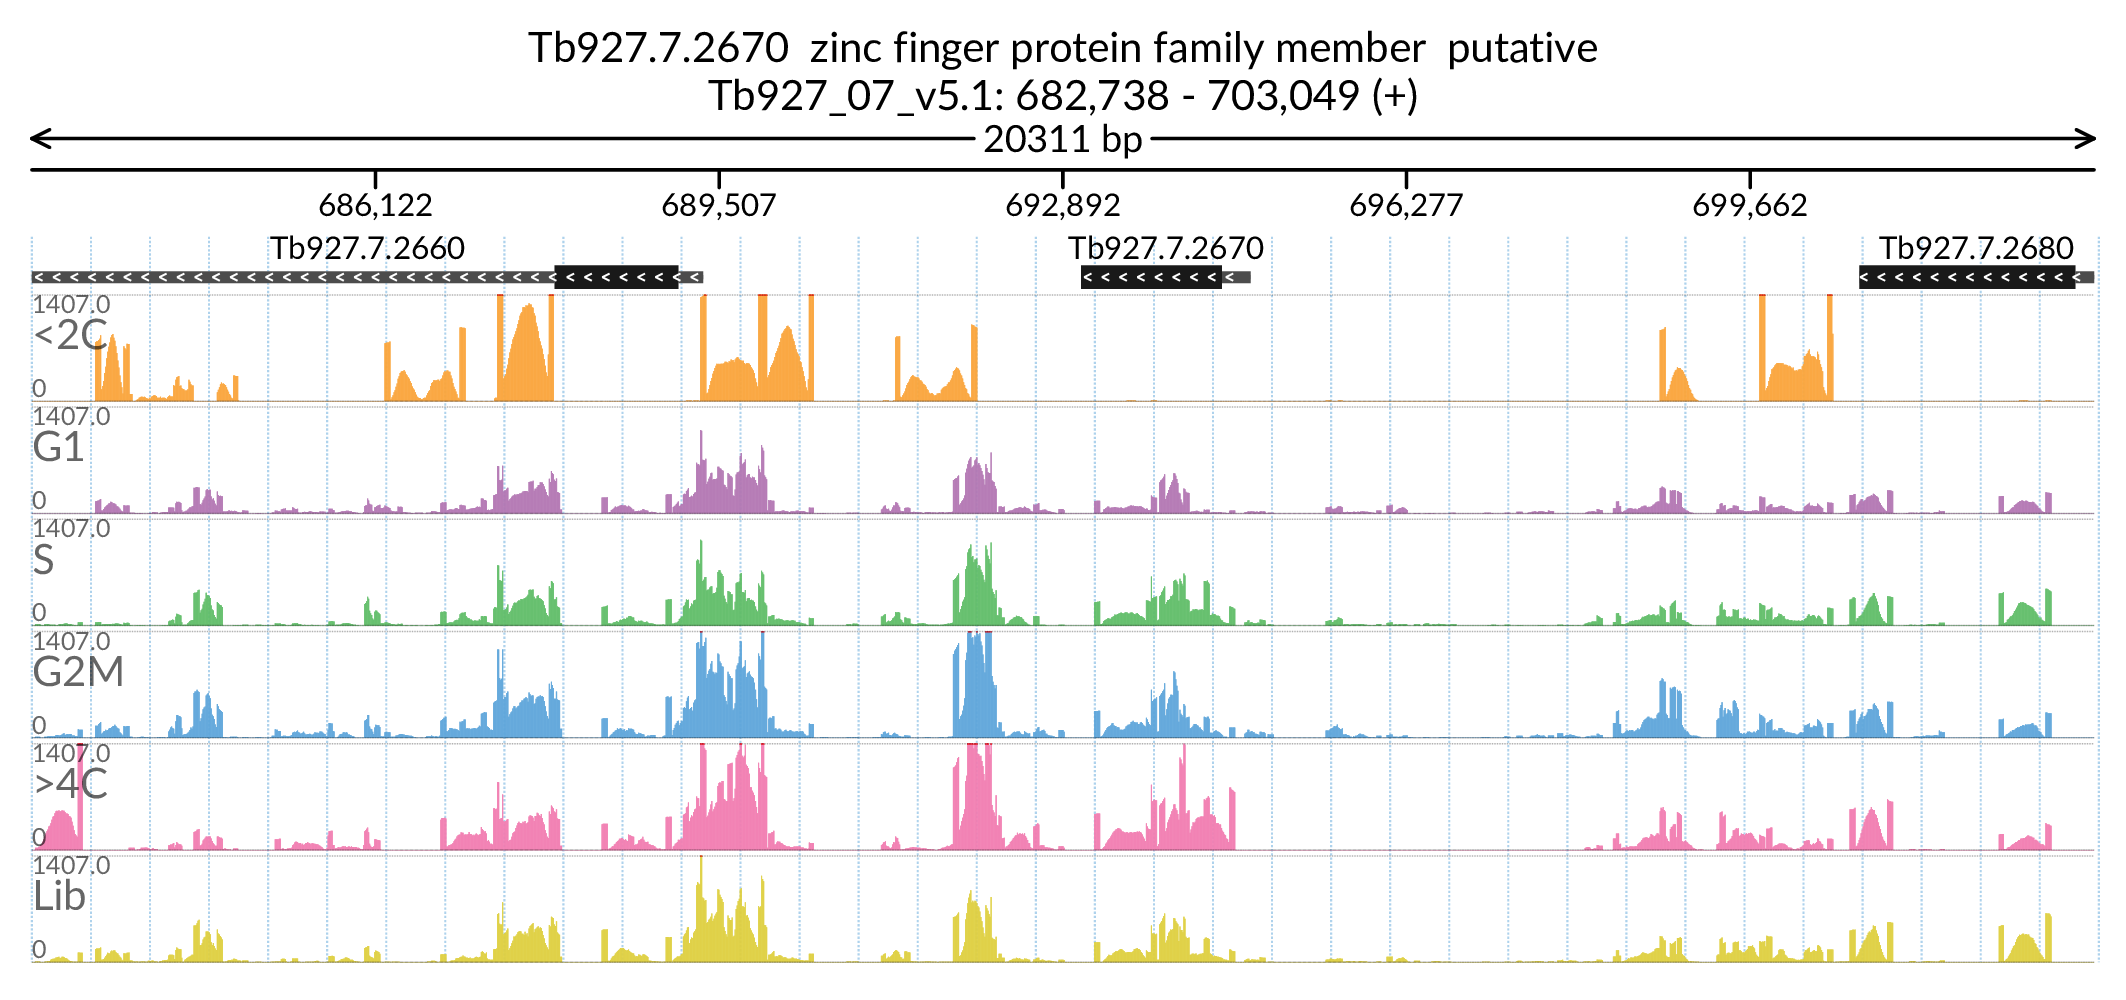 Tb927.7.2670  zinc finger protein family member  putative
Tb927_07_v5.1: 682,738 - 703,049 (+)
20311 bp
686,122 689,507 692,892 696,277 699,662
Tb927.7.2660 Tb927.7.2670 Tb927.7.2680
1407.0
<2C
0
1407.0
G1
0
1407.0
S
0
1407.0
G2M
0
1407.0
>4C
0
1407.0
Lib
0